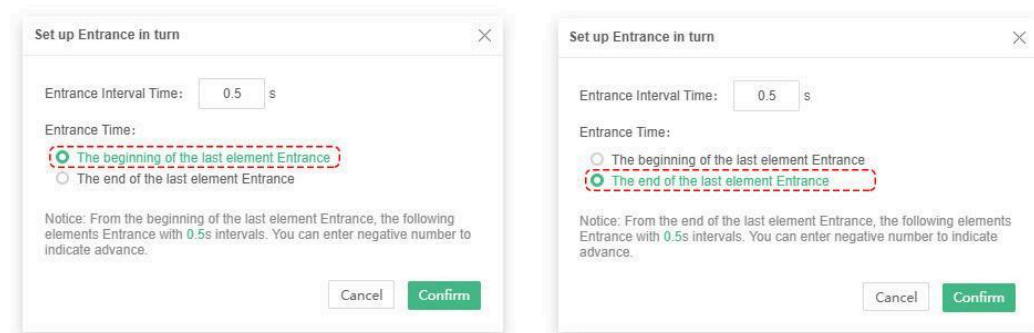 Set up Entrance in turn
Entrance Interval Time: 0.5 s
Entrance Time:
The beginning of the last element Entrance
The end of the last element Entrance
Notice: From the beginning of the last element Entrance, the following
elements Entrance with 0.5s intervals. You can enter negative number to
indicate advance.
Cancel Confirm
Set up Entrance in turn
Entrance Interval Time: 0.5 s
Entrance Time:
The beginning of the last element Entrance
The end of the last element Entrance
Notice: From the end of the last element Entrance, the following elements
Entrance with 0.5s intervals. You can enter negative number to indicate
advance.
Cancel Confirm